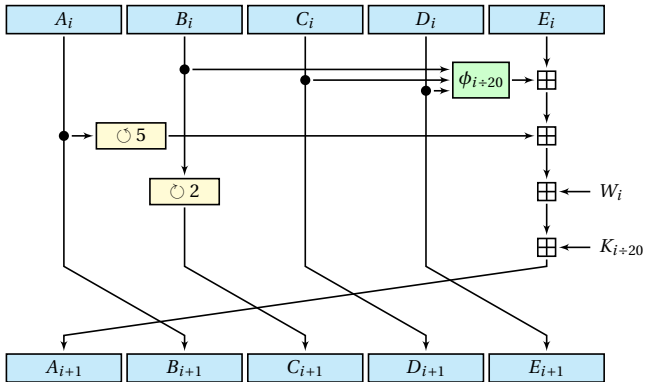 A_i B_i C_i D_i E_i
ϕ_{i÷20}
↺ 5
↻ 2
W_i
K_{i÷20}
A_{i+1} B_{i+1} C_{i+1} D_{i+1} E_{i+1}